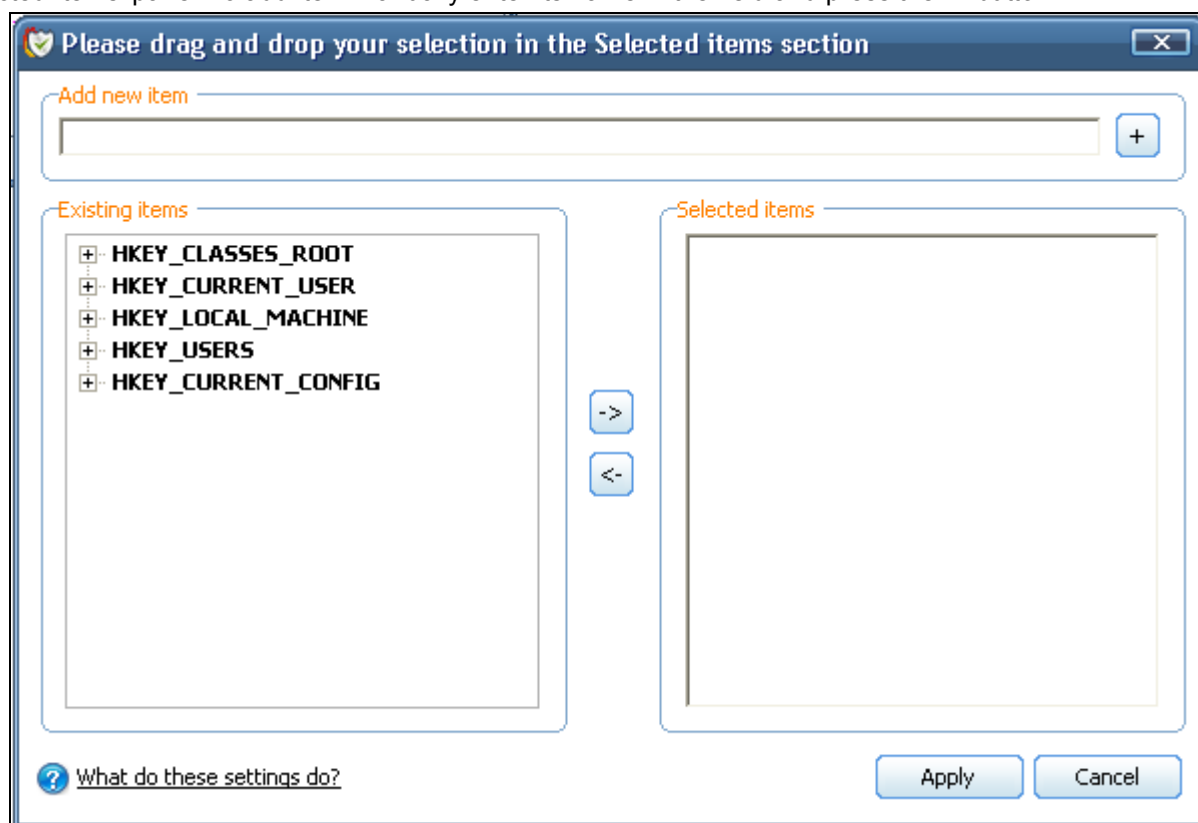 Please drag and drop your selection in the Selected items section
Add new item
+
Existing items
HKEY_CLASSES_ROOT
HKEY_CURRENT_USER
HKEY_LOCAL_MACHINE
HKEY_USERS
HKEY_CURRENT_CONFIG
->
<-
Selected items
What do these settings do?
Apply
Cancel